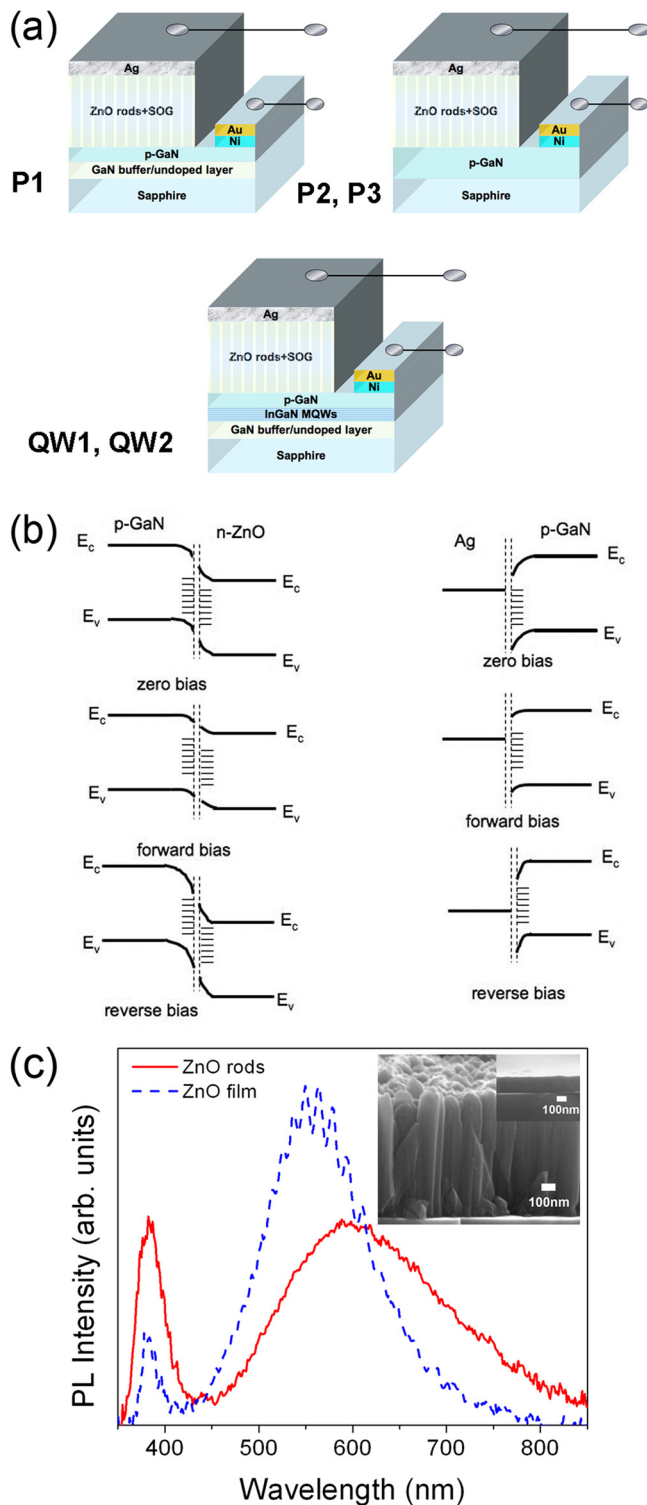 (a)
Ag
ZnO rods+SOG
Au
Ni
p-GaN
GaN buffer/undoped layer
Sapphire
P1
Ag
ZnO rods+SOG
Au
Ni
p-GaN
Sapphire
P2, P3
Ag
ZnO rods+SOG
Au
Ni
p-GaN
InGaN MQWs
GaN buffer/undoped layer
Sapphire
QW1, QW2
(b)
p-GaN n-ZnO
Ec
Ec
Ev
Ev
zero bias
Ec
Ec
Ev
Ev
forward bias
Ec
Ec
Ev
Ev
reverse bias
Ag p-GaN
Ec
Ev
zero bias
Ec
Ev
forward bias
Ec
Ev
reverse bias
(c)
ZnO rods
ZnO film
100nm
100nm
PL Intensity (arb. units)
400 500 600 700 800
Wavelength (nm)